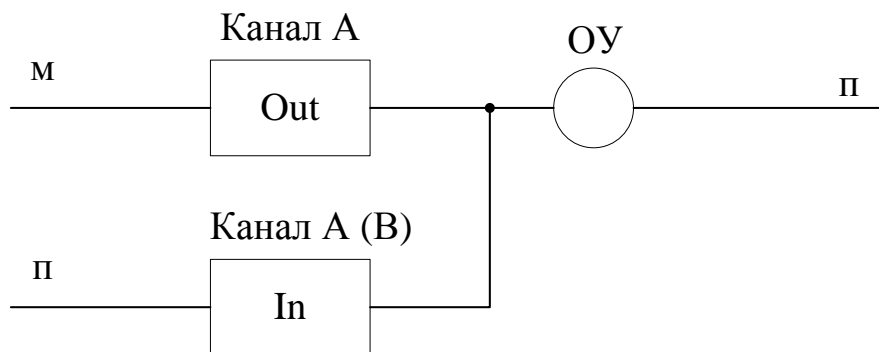 Канал А
ОУ
м
п
Out
Канал А (В)
п
In